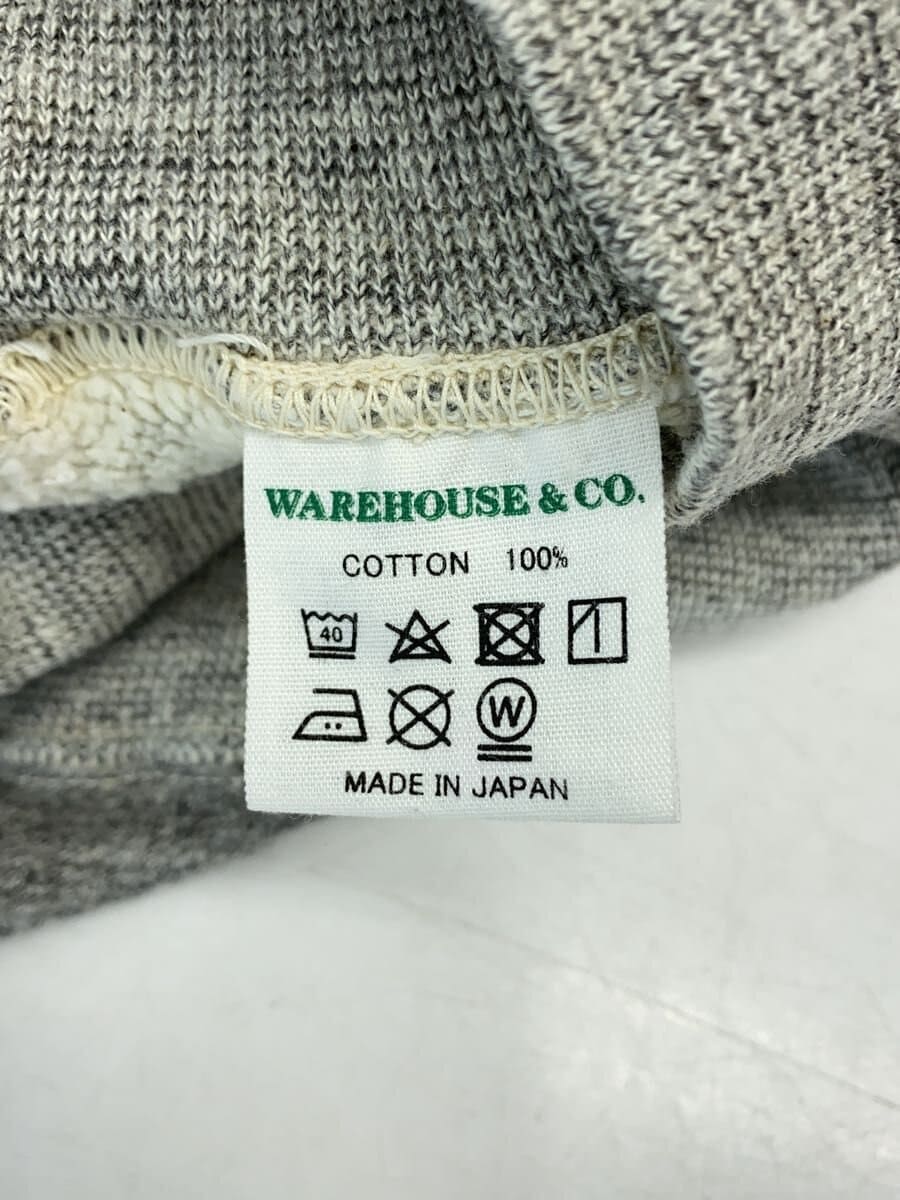 WAREHOUSE & CO.
COTTON 100%
40
W
MADE IN JAPAN